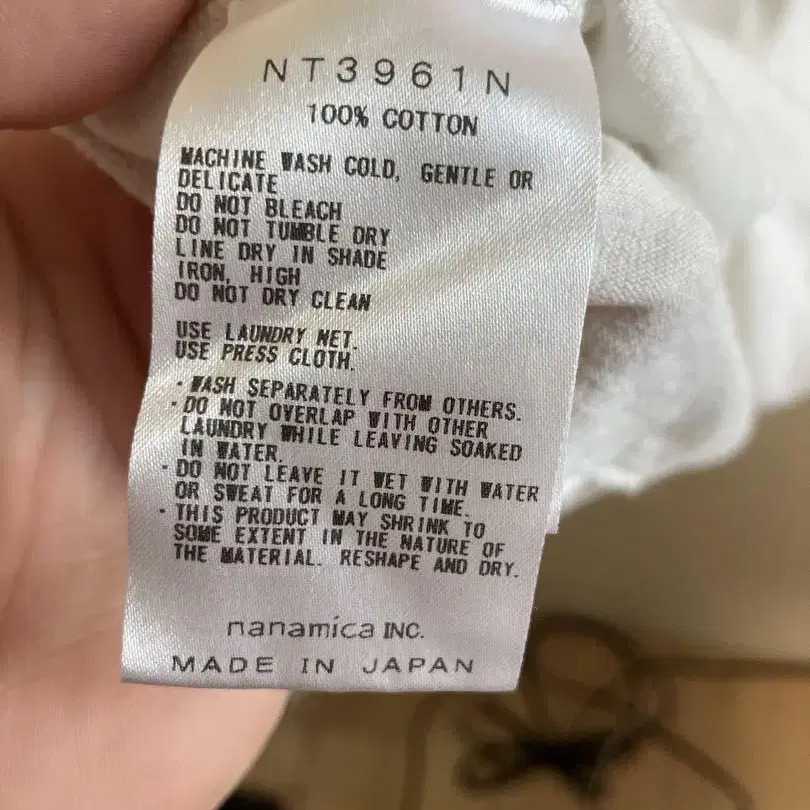 NT3961N
100% COTTON
MACHINE WASH COLD, GENTLE OR
DELICATE
DO NOT BLEACH
DO NOT TUMBLE DRY
LINE DRY IN SHADE
IRON, HIGH
DO NOT DRY CLEAN
USE LAUNDRY NET.
USE PRESS CLOTH.
・WASH SEPARATELY FROM OTHERS.
・DO NOT OVERLAP WITH OTHER
LAUNDRY WHILE LEAVING SOAKED
IN WATER.
・DO NOT LEAVE IT WET WITH WATER
OR SWEAT FOR A LONG TIME.
・THIS PRODUCT MAY SHRINK TO
SOME EXTENT IN THE NATURE OF
THE MATERIAL. RESHAPE AND DRY.
nanamica INC.
MADE IN JAPAN